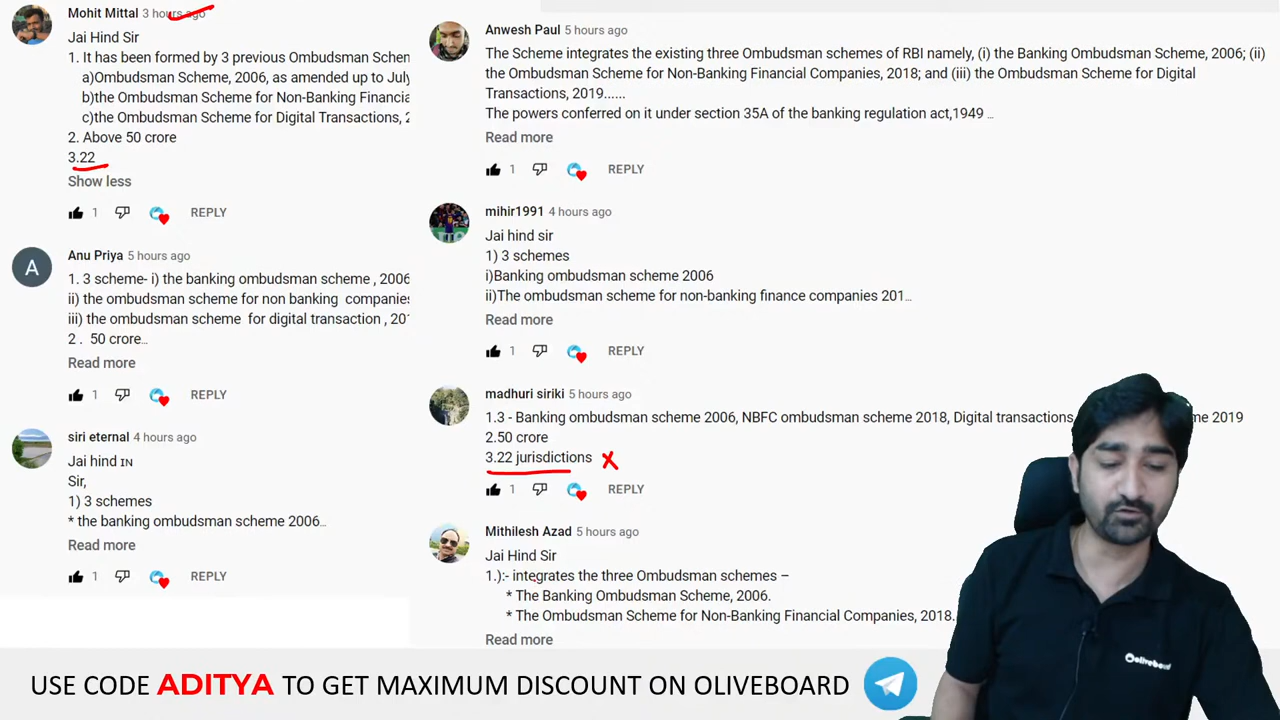 Mohit Mittal 3 hours ago
Jai Hind Sir
1. It has been formed by 3 previous Ombudsman Schem
a)Ombudsman Scheme, 2006, as amended up to July
b)the Ombudsman Scheme for Non-Banking Financia
c)the Ombudsman Scheme for Digital Transactions, 2
2. Above 50 crore
3.22
Show less
1 REPLY
Anu Priya 5 hours ago
1. 3 scheme- i) the banking ombudsman scheme , 2006
ii) the ombudsman scheme for non banking companies
iii) the ombudsman scheme for digital transaction , 201
2 . 50 crore…
Read more
1 REPLY
siri eternal 4 hours ago
Jai hind IN
Sir,
1) 3 schemes
* the banking ombudsman scheme 2006…
Read more
1 REPLY
Anwesh Paul 5 hours ago
The Scheme integrates the existing three Ombudsman schemes of RBI namely, (i) the Banking Ombudsman Scheme, 2006; (ii)
the Ombudsman Scheme for Non-Banking Financial Companies, 2018; and (iii) the Ombudsman Scheme for Digital
Transactions, 2019......
The powers conferred on it under section 35A of the banking regulation act,1949 …
Read more
1 REPLY
mihir1991 4 hours ago
Jai hind sir
1) 3 schemes
i)Banking ombudsman scheme 2006
ii)The ombudsman scheme for non-banking finance companies 201…
Read more
1 REPLY
madhuri siriki 5 hours ago
1.3 - Banking ombudsman scheme 2006, NBFC ombudsman scheme 2018, Digital transactions me 2019
2.50 crore
3.22 jurisdictions X
1 REPLY
Mithilesh Azad 5 hours ago
Jai Hind Sir
1.):- integrates the three Ombudsman schemes –
* The Banking Ombudsman Scheme, 2006.
* The Ombudsman Scheme for Non-Banking Financial Companies, 2018.
Read more
A
oliveboard
USE CODE ADITYA TO GET MAXIMUM DISCOUNT ON OLIVEBOARD